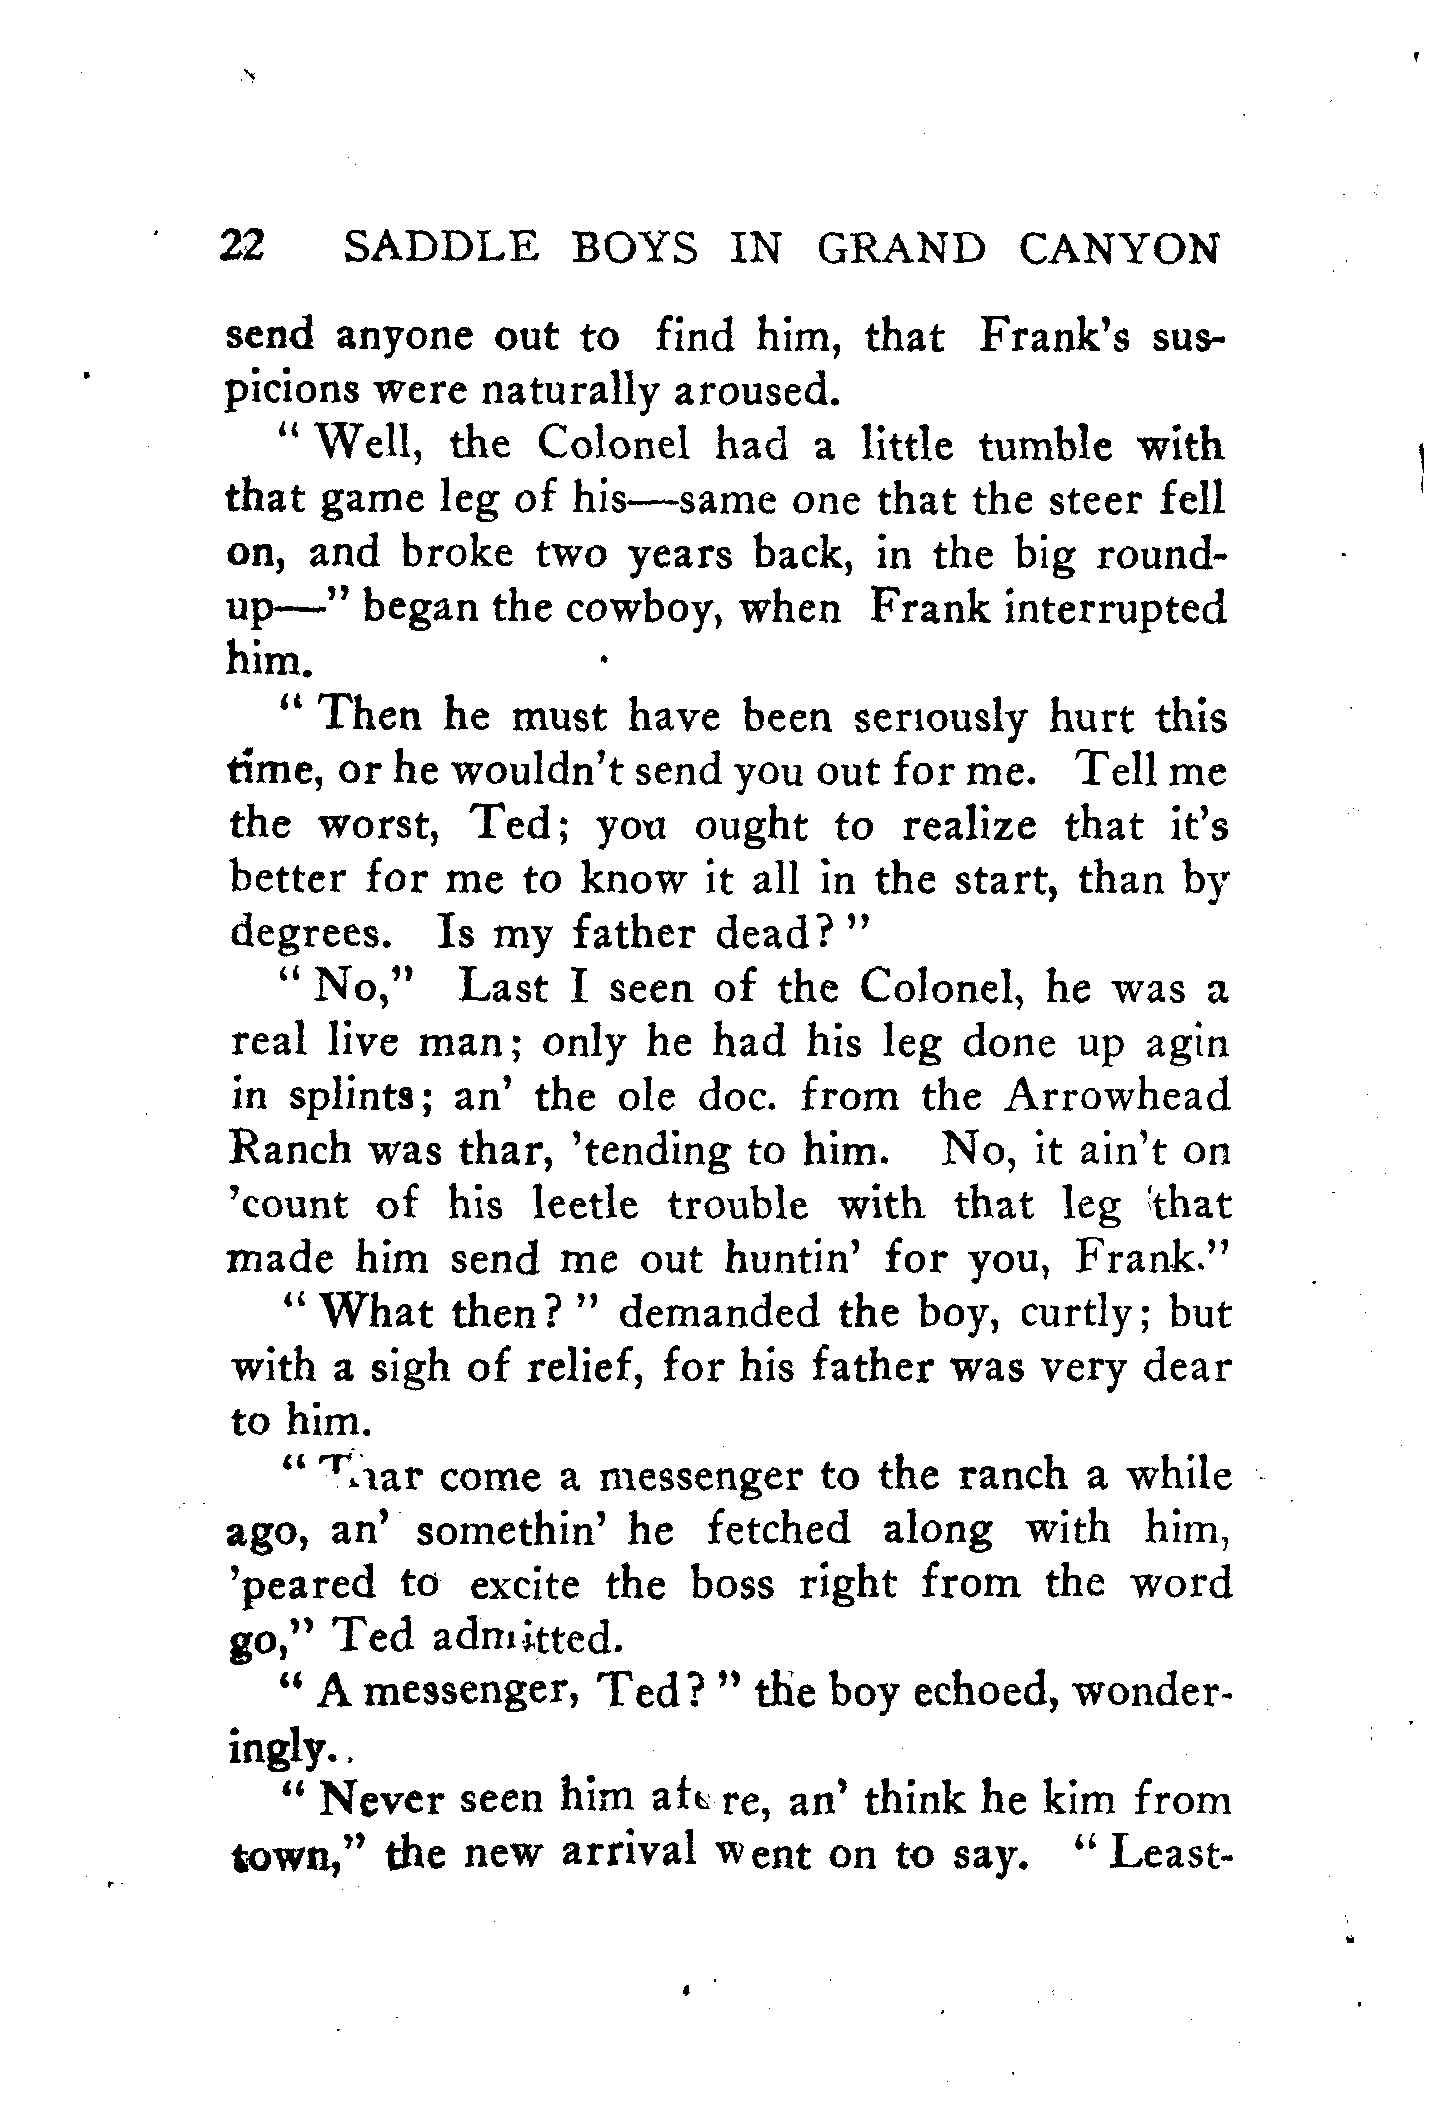 22 SADDLE BOYS IN GRAND CANYON
send anyone out to find him, that Frank's sus-
picions were naturally aroused.
" Well, the Colonel had a little tumble with
that game leg of his—same one that the steer fell
on, and broke two years back, in the big round-
up—" began the cowboy, when Frank interrupted
him.
" Then he must have been seriously hurt this
time, or he wouldn't send you out for me. Tell me
the worst, Ted; you ought to realize that it's
better for me to know it all in the start, than by
degrees. Is my father dead? "
" No," Last I seen of the Colonel, he was a
real live man; only he had his leg done up agin
in splints; an' the ole doc. from the Arrowhead
Ranch was thar, 'tending to him. No, it ain't on
'count of his leetle trouble with that leg that
made him send me out huntin' for you, Frank."
" What then? " demanded the boy, curtly; but
with a sigh of relief, for his father was very dear
to him.
" Thar come a messenger to the ranch a while
ago, an' somethin' he fetched along with him,
'peared to excite the boss right from the word
go," Ted admitted.
" A messenger, Ted? " the boy echoed, wonder-
ingly..
" Never seen him afore, an' think he kim from
town," the new arrival went on to say. " Least-